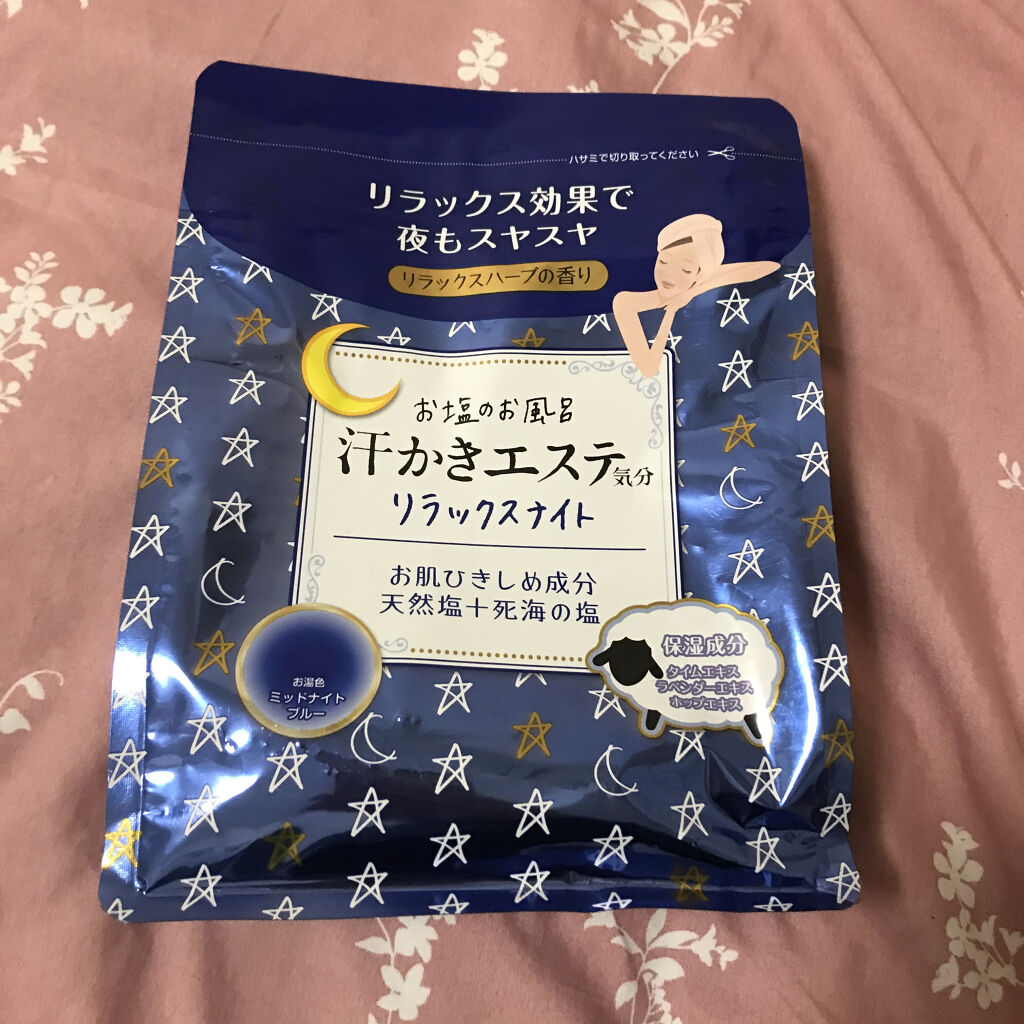 ハサミで切り取ってください
リラックス効果で
夜もスヤスヤ
リラックスハーブの香り
お塩のお風呂
汗かきエステ気分
リラックスナイト
お肌ひきしめ成分
天然塩+死海の塩
保湿成分
タイムエキス
ラベンダーエキス
ホップエキス
お湯色
ミッドナイト
ブルー